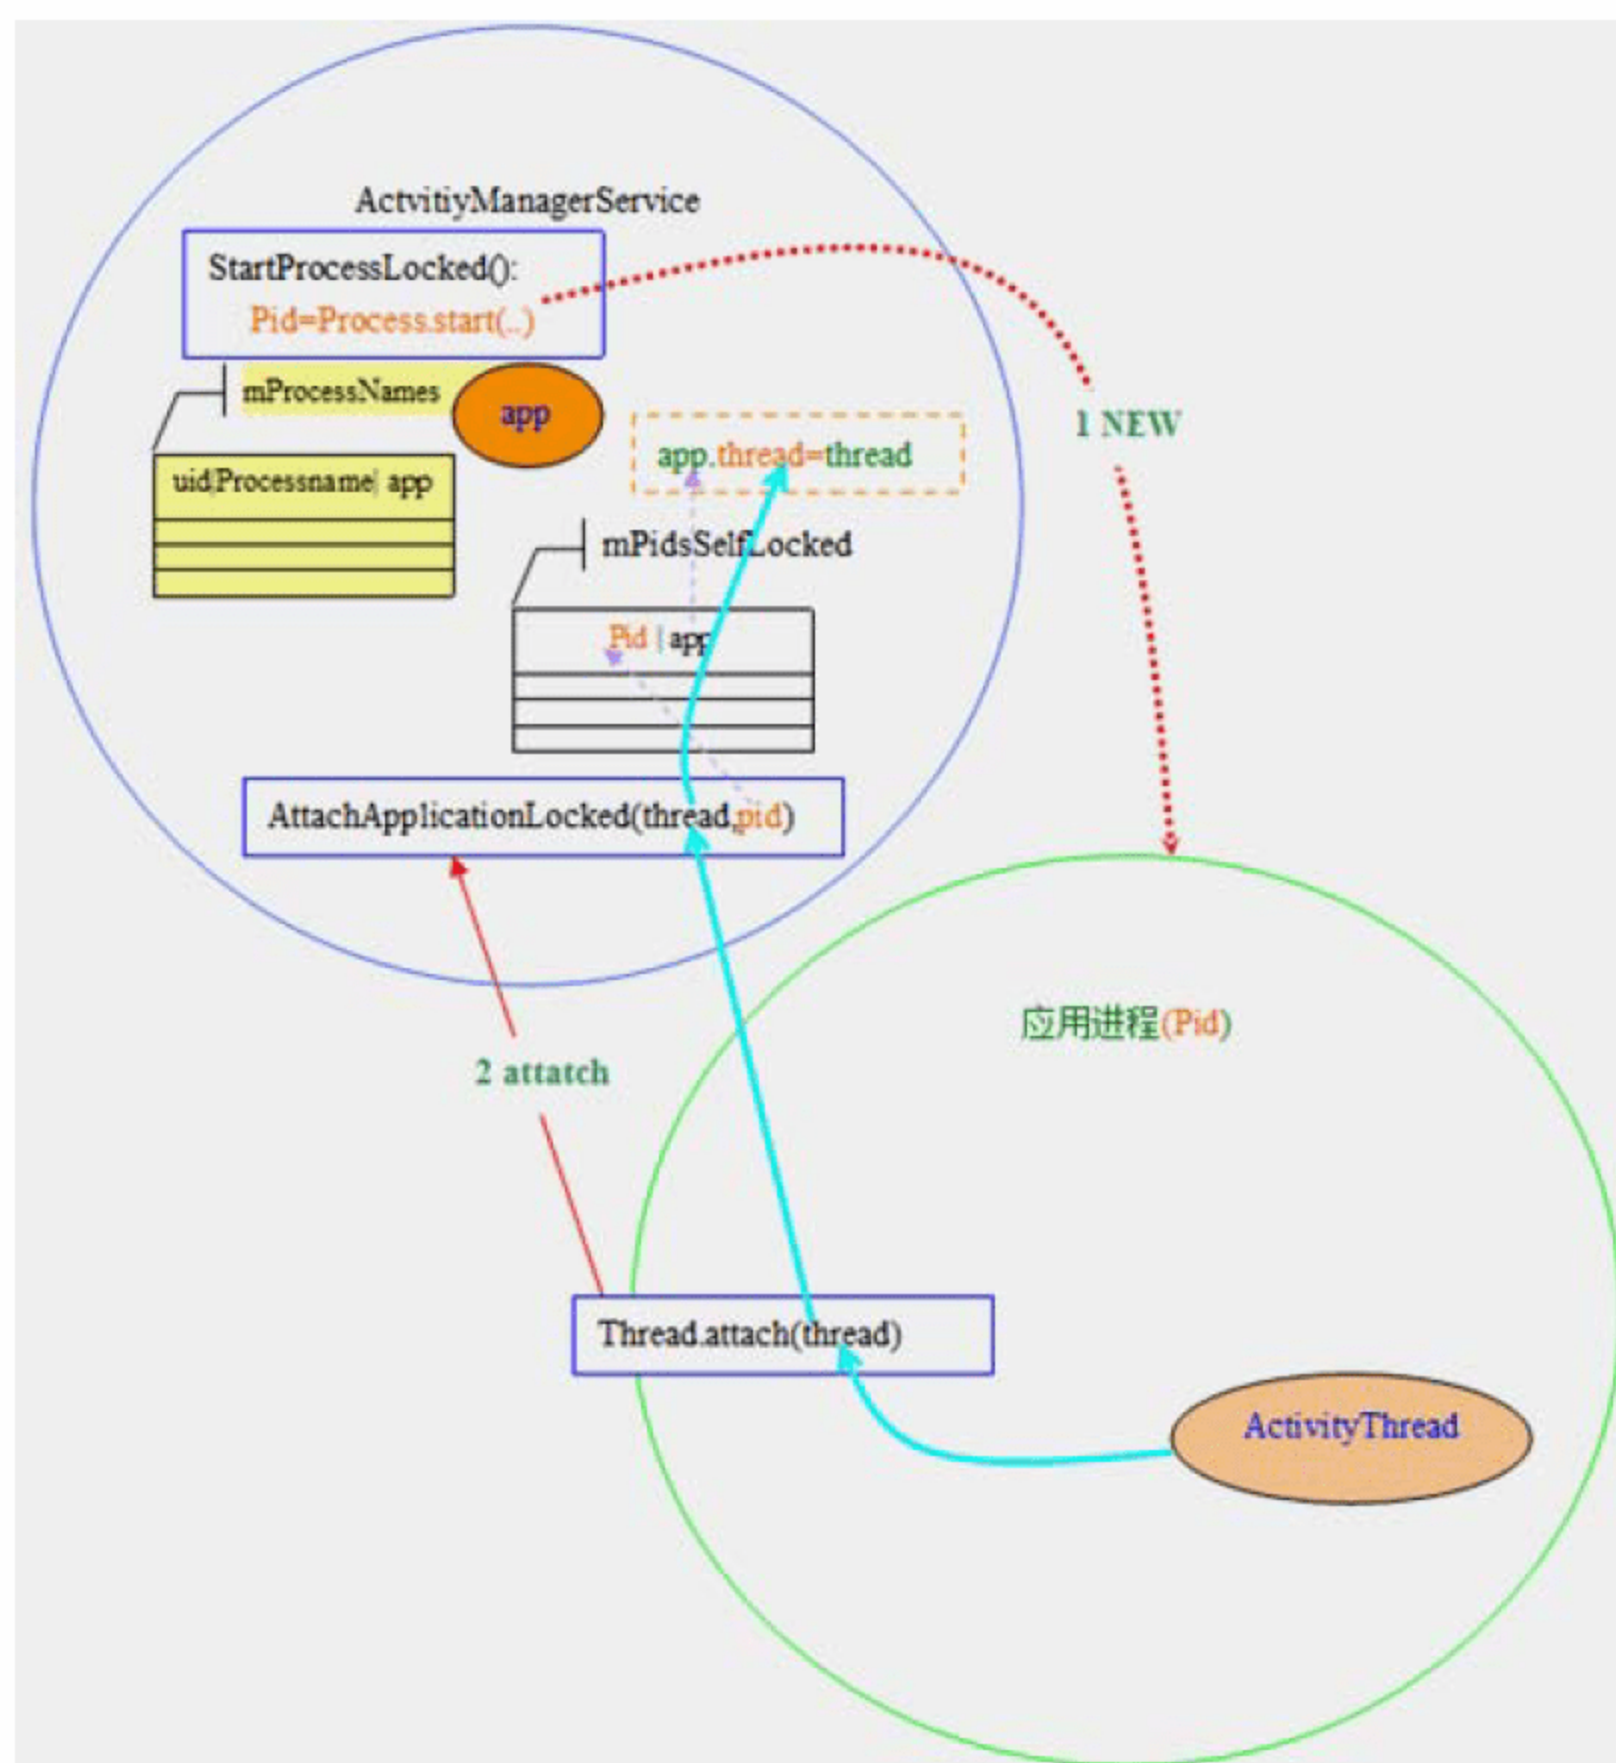 ActvitiyManagerService
StartProcessLocked():
Pid=Process.start(..)
mProcessNames
app
uid|Processname| app
app.thread=thread
1 NEW
mPidsSelfLocked
Pid | app
AttachApplicationLocked(thread,pid)
应用进程(Pid)
2 attatch
Thread.attach(thread)
ActivityThread